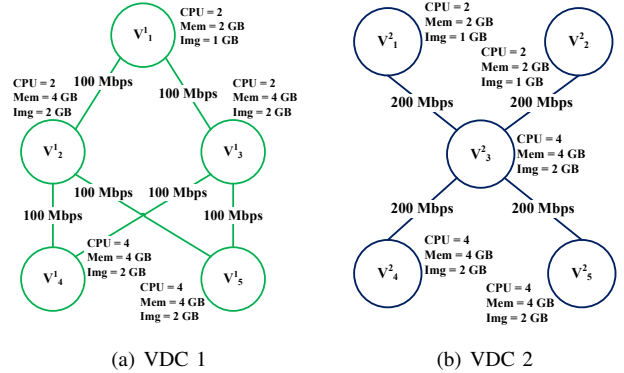 CPU = 2
Mem = 2 GB
Img = 1 GB
V¹₁
100 Mbps
100 Mbps
CPU = 2
Mem = 4 GB
Img = 2 GB
CPU = 2
Mem = 4 GB
Img = 2 GB
V¹₂
V¹₃
100 Mbps
100 Mbps
100 Mbps
100 Mbps
CPU = 4
Mem = 4 GB
Img = 2 GB
V¹₄
V¹₅
CPU = 4
Mem = 4 GB
Img = 2 GB
(a) VDC 1
CPU = 2
Mem = 2 GB
Img = 1 GB
V²₁
V²₂
CPU = 2
Mem = 2 GB
Img = 1 GB
200 Mbps
200 Mbps
V²₃
CPU = 4
Mem = 4 GB
Img = 2 GB
200 Mbps
200 Mbps
CPU = 4
Mem = 4 GB
Img = 2 GB
V²₄
V²₅
CPU = 4
Mem = 4 GB
Img = 2 GB
(b) VDC 2